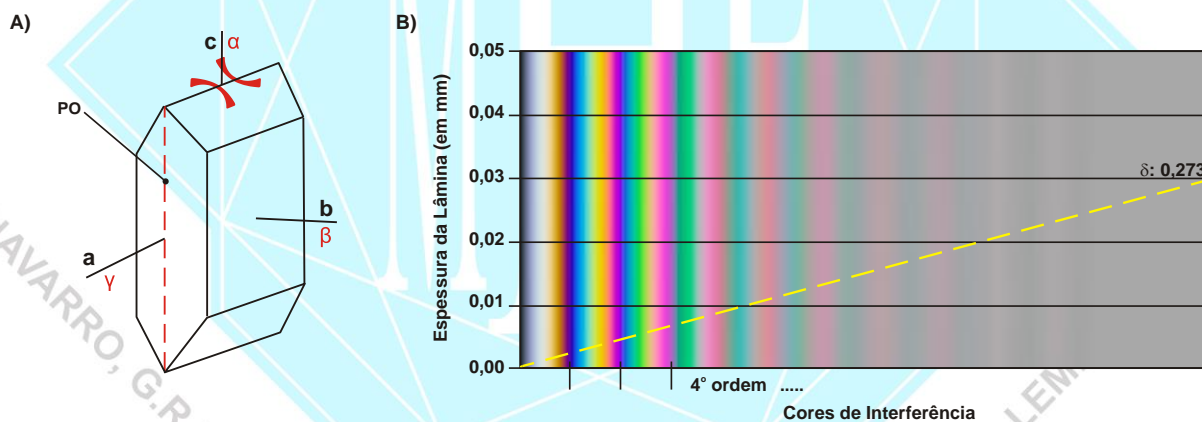 A)
c α
PO
b
β
a
γ
B)
Espessura da Lâmina (em mm)
0,05
0,04
0,03
0,02
0,01
0,00
δ: 0,273
4° ordem .....
Cores de Interferência
NAVARRO, G.R
LEM